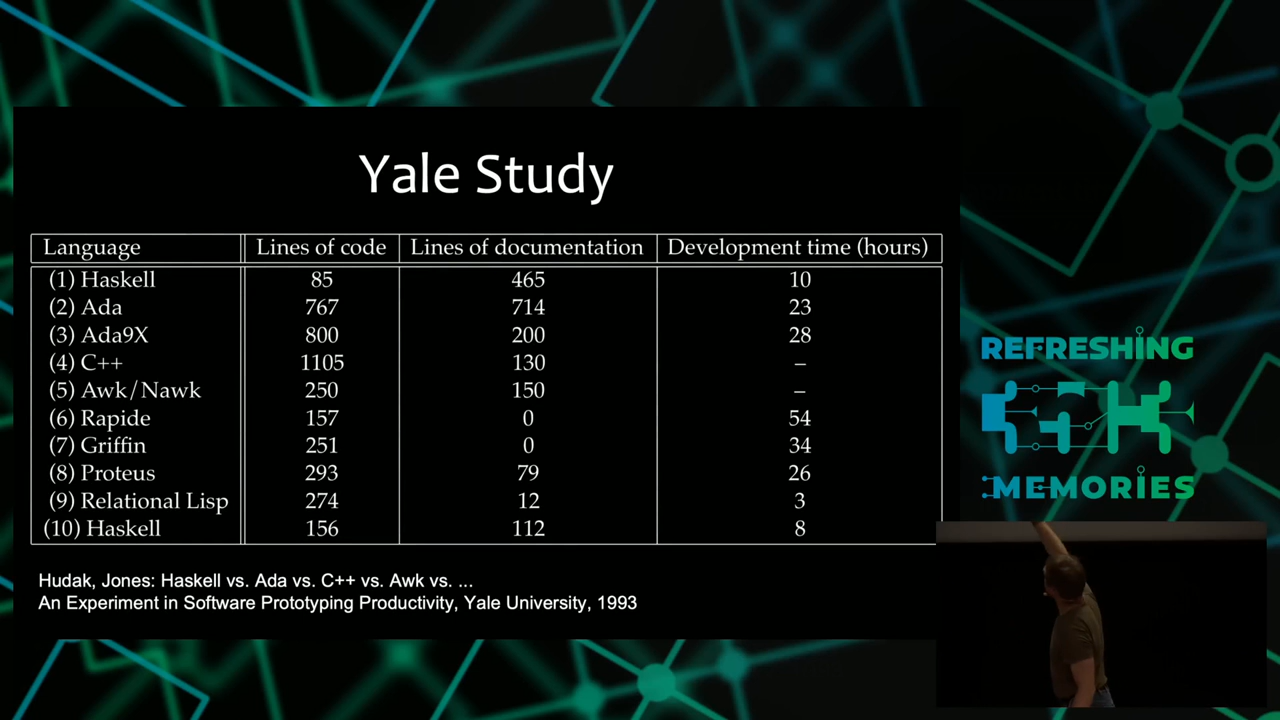 Yale Study
Language Lines of code Lines of documentation Development time (hours)
(1) Haskell 85 465 10
(2) Ada 767 714 23
(3) Ada9X 800 200 28
(4) C++ 1105 130 –
(5) Awk/Nawk 250 150 –
(6) Rapide 157 0 54
(7) Griffin 251 0 34
(8) Proteus 293 79 26
(9) Relational Lisp 274 12 3
(10) Haskell 156 112 8
Hudak, Jones: Haskell vs. Ada vs. C++ vs. Awk vs. ...
An Experiment in Software Prototyping Productivity, Yale University, 1993
REFRESHING
MEMORIES